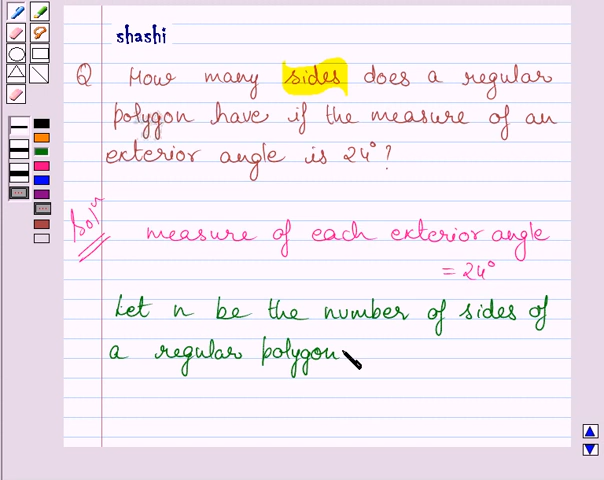 shashi
Q How many sides does a regular
polygon have if the measure of an
exterior angle is 24°?
Solⁿ measure of each exterior angle
= 24°
Let n be the number of sides of
a regular polygon